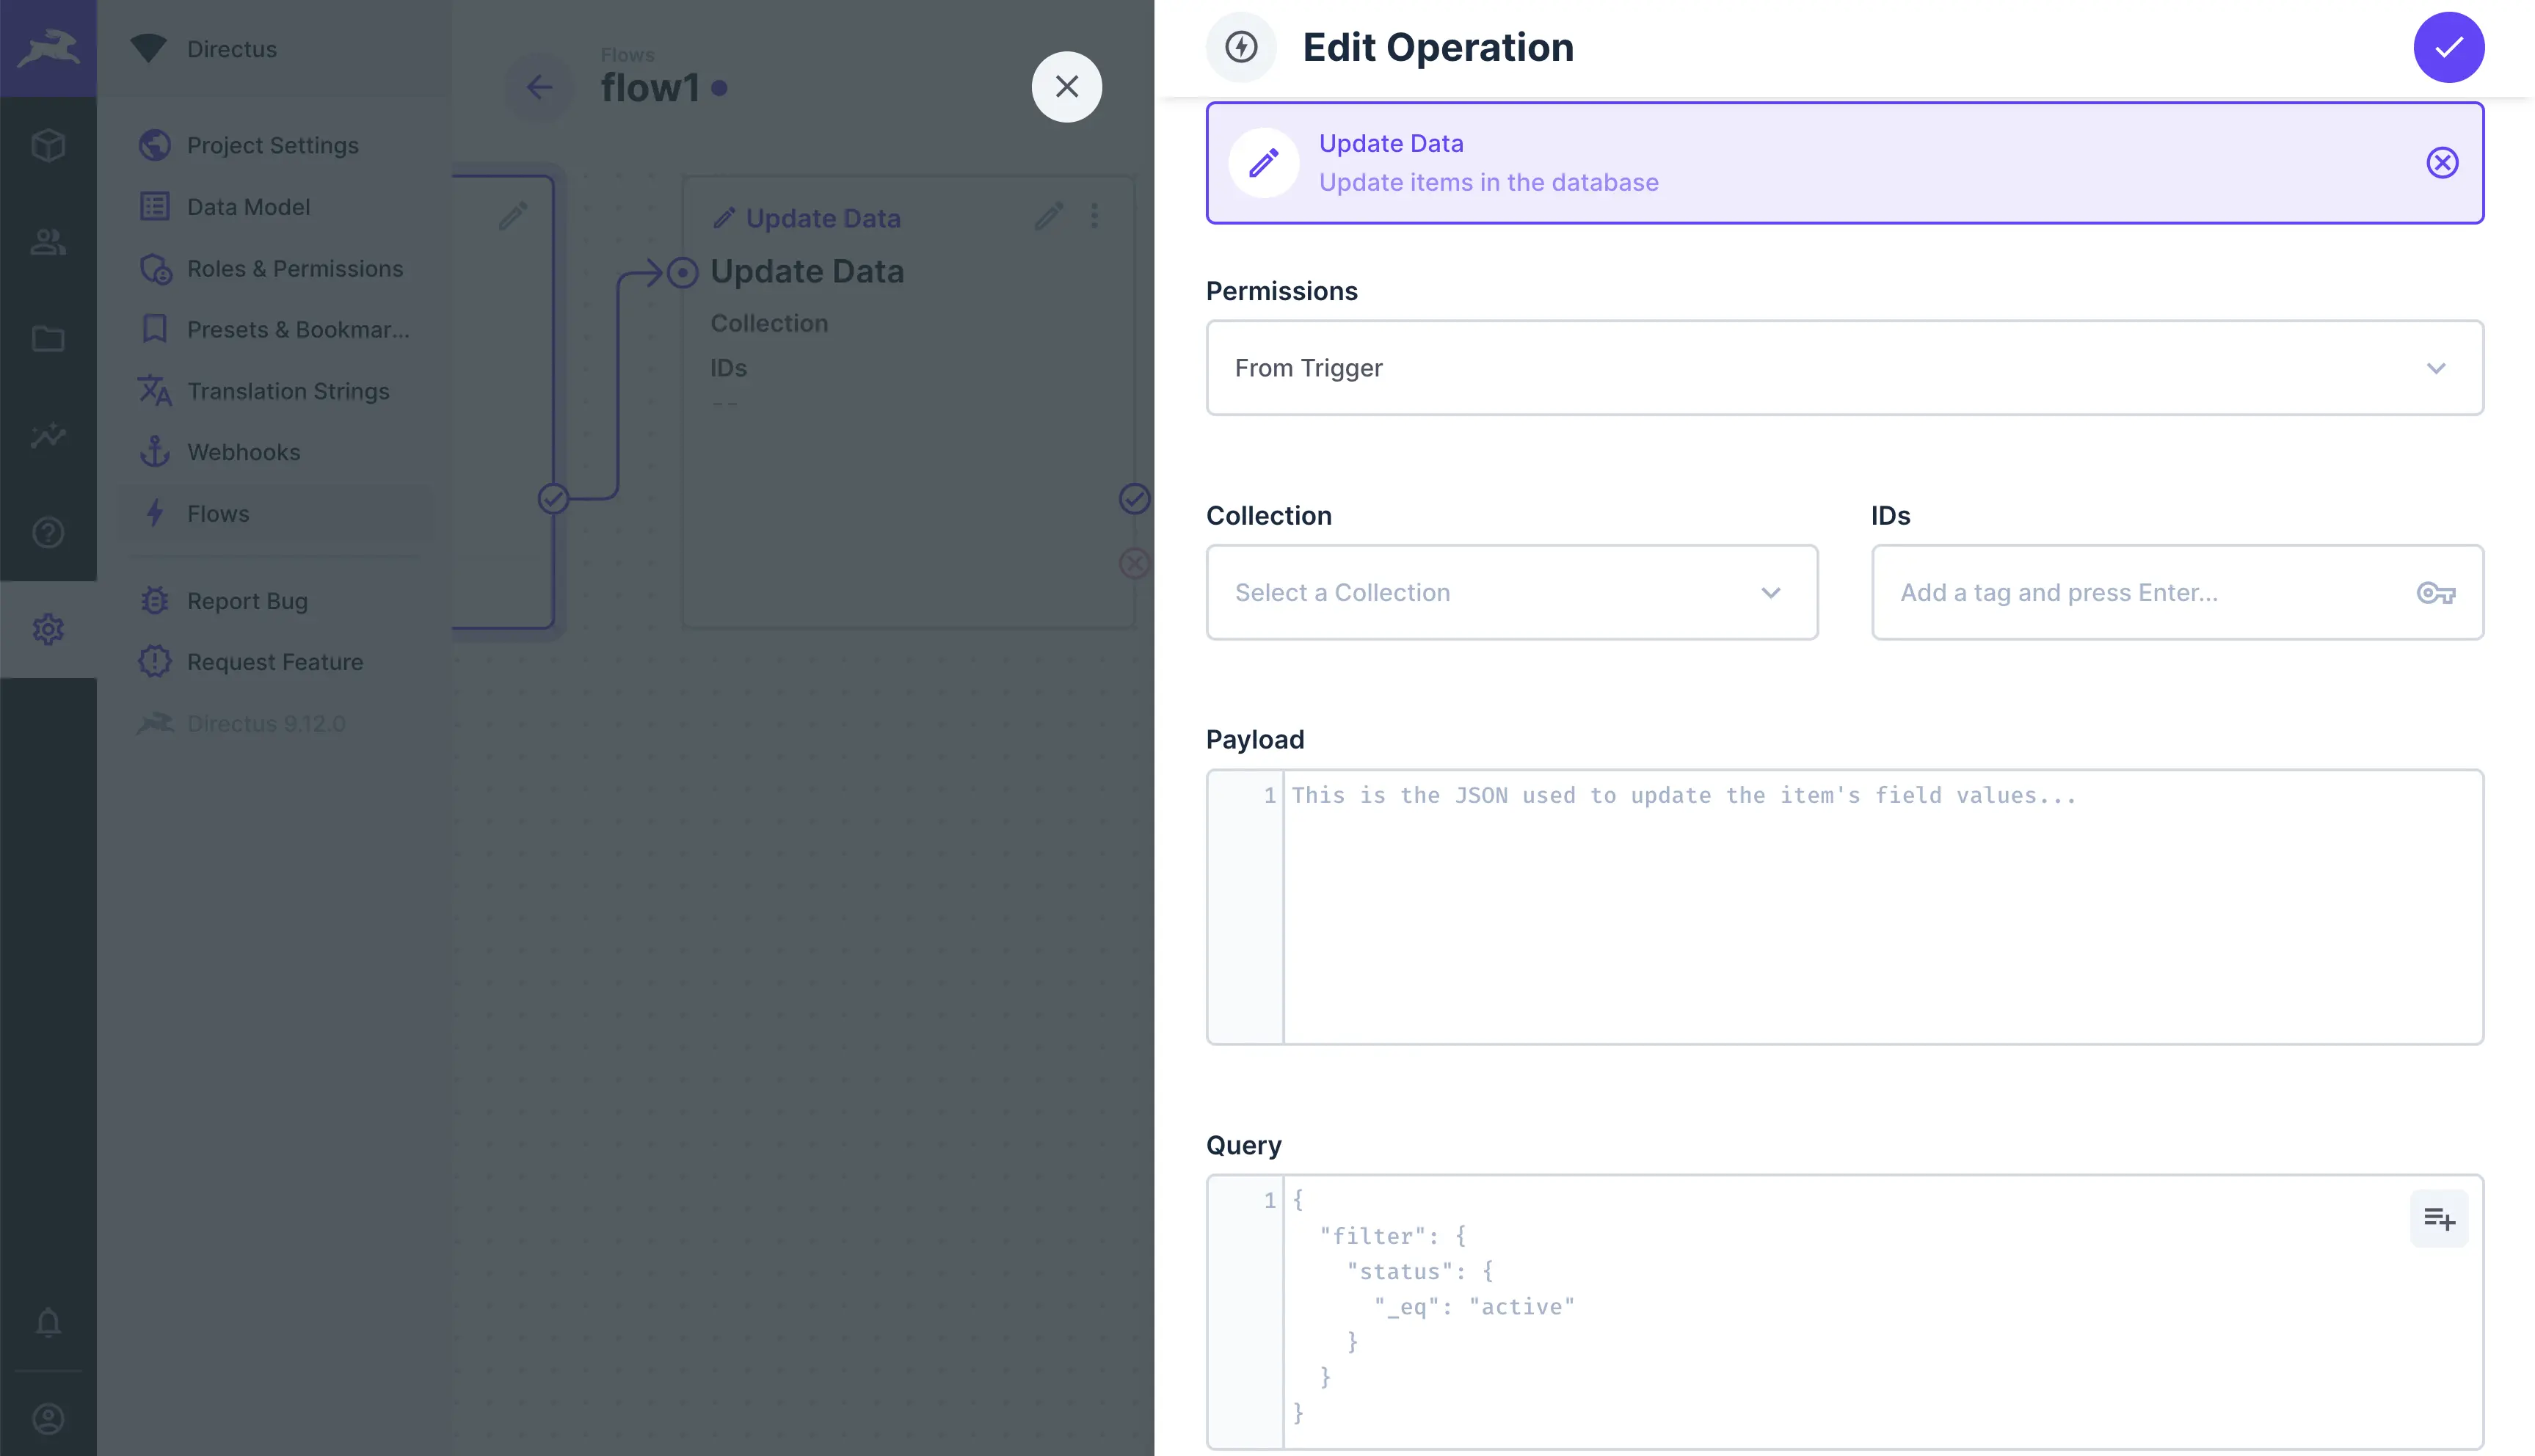 Directus
Project Settings
Data Model
Roles & Permissions
Presets & Bookmar...
Translation Strings
Webhooks
Flows
Report Bug
Request Feature
Directus 9.12.0
Flows
flow1
Update Data
Update Data
Collection
IDs
--
Edit Operation
Update Data
Update items in the database
Permissions
From Trigger
Collection
IDs
Select a Collection
Add a tag and press Enter...
Payload
1 This is the JSON used to update the item's field values...
Query
1 {
  "filter": {
    "status": {
      "_eq": "active"
    }
  }
}